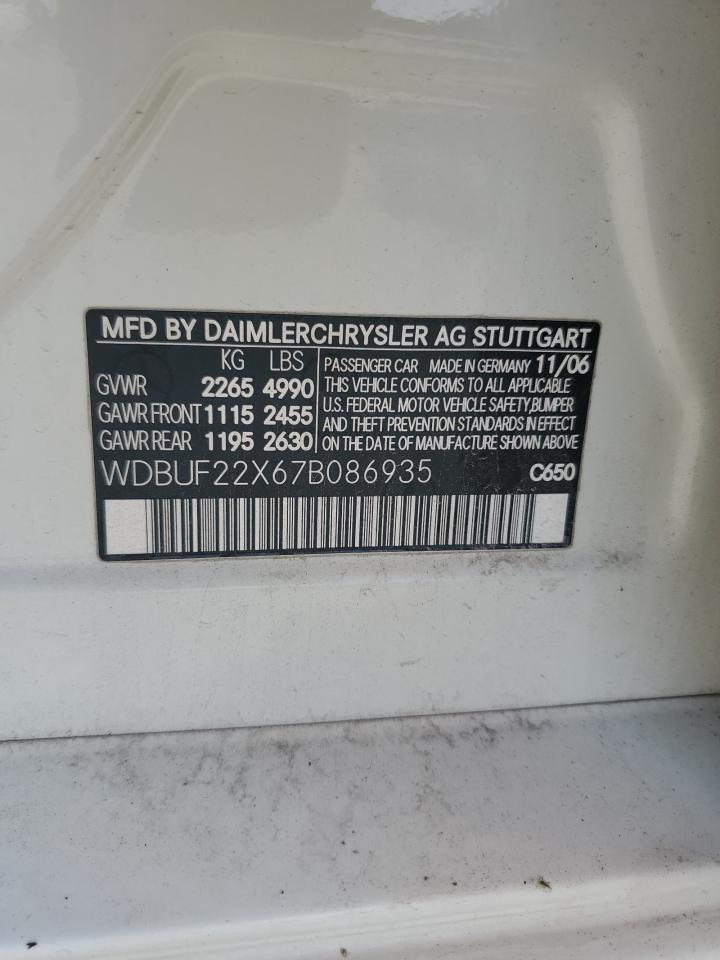 MFD BY DAIMLERCHRYSLER AG STUTTGART
KG LBS
GVWR 2265 4990
GAWR FRONT 1115 2455
GAWR REAR 1195 2630
PASSENGER CAR MADE IN GERMANY 11/06
THIS VEHICLE CONFORMS TO ALL APPLICABLE
U.S. FEDERAL MOTOR VEHICLE SAFETY, BUMPER
AND THEFT PREVENTION STANDARDS IN EFFECT
ON THE DATE OF MANUFACTURE SHOWN ABOVE
WDBUF22X67B086935 C650